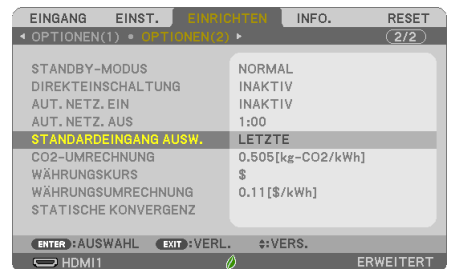 EINGANG EINST. EINRICHTEN INFO. RESET
◂ OPTIONEN(1) • OPTIONEN(2) ▸ 2/2
STANDBY-MODUS NORMAL
DIREKTEINSCHALTUNG INAKTIV
AUT. NETZ. EIN INAKTIV
AUT. NETZ. AUS 1:00
STANDARDEINGANG AUSW. LETZTE
CO2-UMRECHNUNG 0.505[kg-CO2/kWh]
WÄHRUNGSKURS $
WÄHRUNGSUMRECHNUNG 0.11[$/kWh]
STATISCHE KONVERGENZ
ENTER:AUSWAHL EXIT:VERL. ⬍:VERS.
HDMI1 ERWEITERT